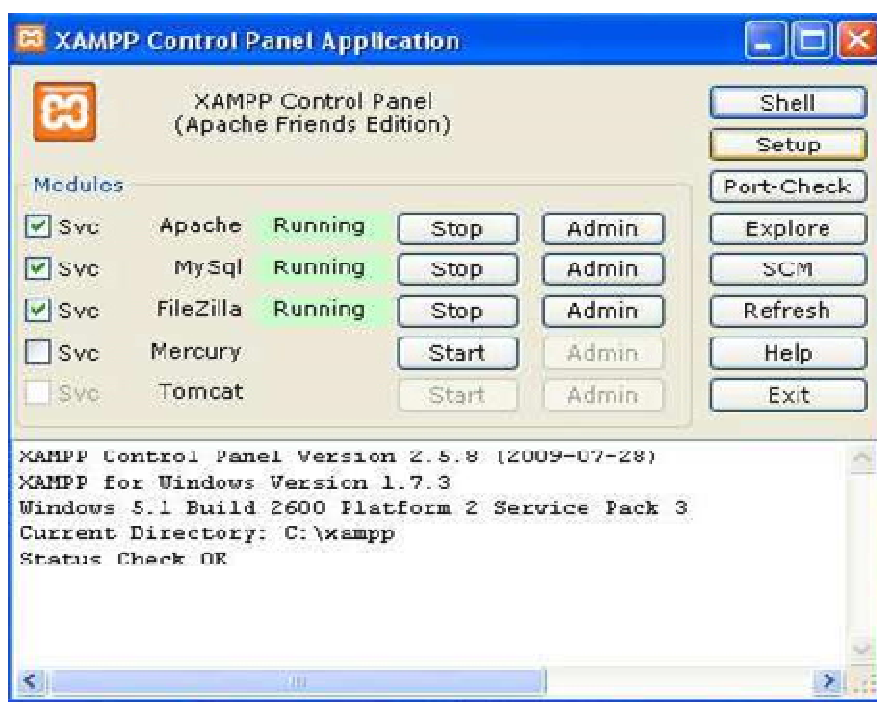 XAMPP Control Panel Application
XAMPP Control Panel
(Apache Friends Edition)
Shell
Setup
Port-Check
Explore
SCM
Refresh
Help
Exit
Modules
Svc Apache Running Stop Admin
Svc MySql Running Stop Admin
Svc FileZilla Running Stop Admin
Svc Mercury Start Admin
Svc Tomcat Start Admin
XAMPP Control Panel Version 2.5.8 (2009-07-28)
XAMPP for Windows Version 1.7.3
Windows 5.1 Build 2600 Platform 2 Service Pack 3
Current Directory: C:\xampp
Status Check OK